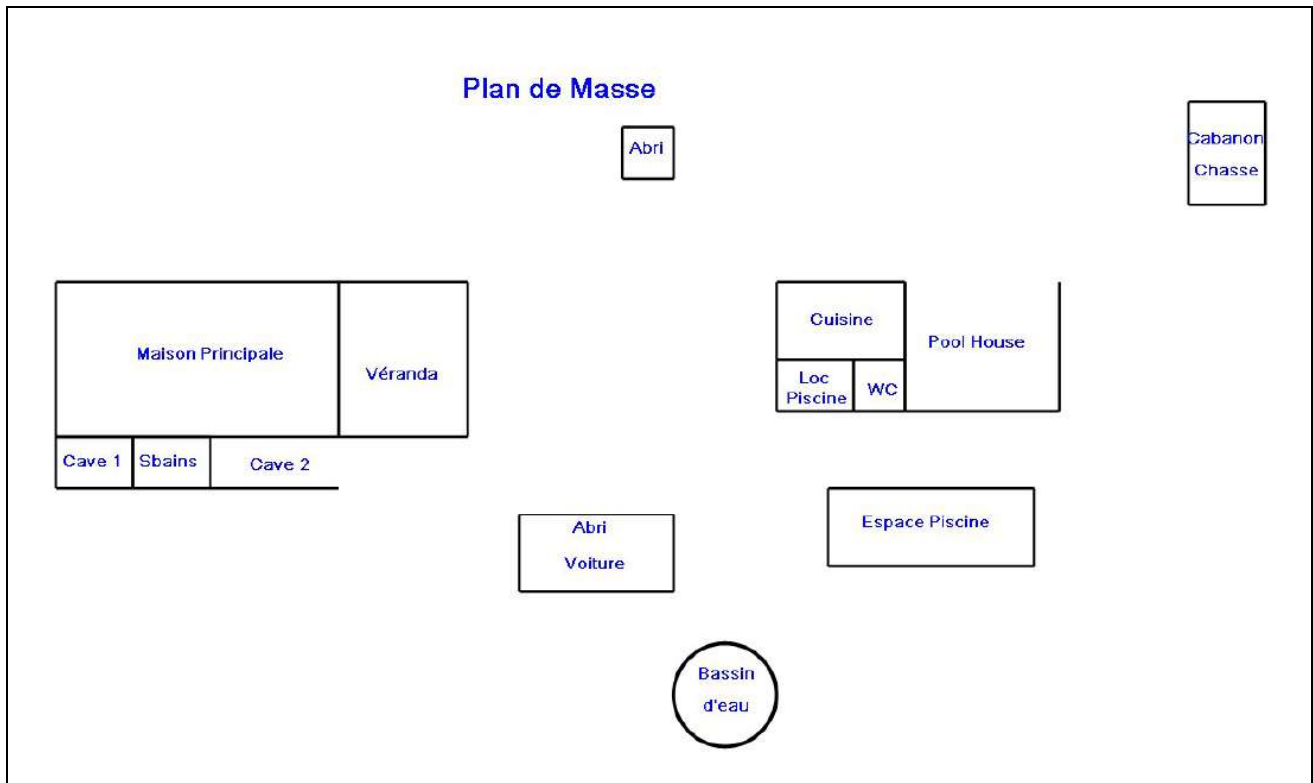 Plan de Masse
Abri
Cabanon
Chasse
Maison Principale
Véranda
Cave 1
Sbains
Cave 2
Cuisine
Pool House
Loc
Piscine
WC
Abri
Voiture
Espace Piscine
Bassin
d'eau